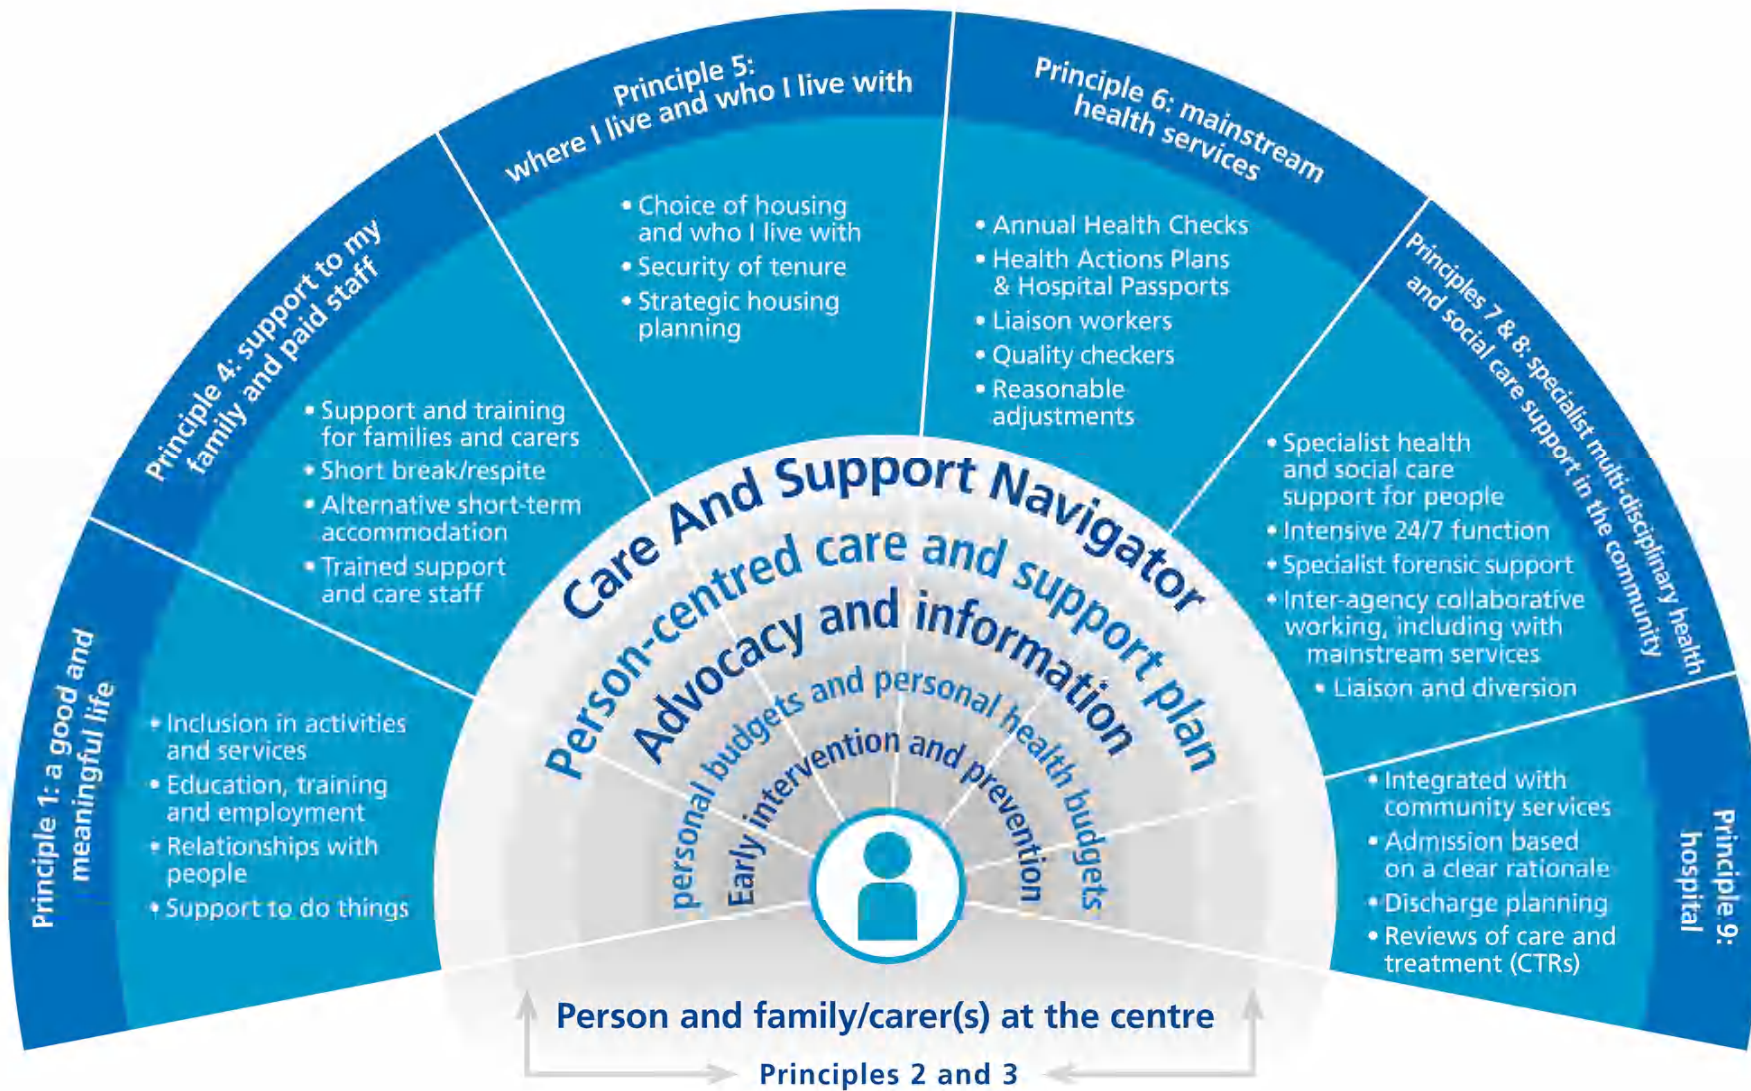 Principle 1: a good and
meaningful life
• Inclusion in activities
and services
• Education, training
and employment
• Relationships with
people
• Support to do things
Principle 4: support to my
family and paid staff
• Support and training
for families and carers
• Short break/respite
• Alternative short-term
accommodation
• Trained support
and care staff
Principle 5:
where I live and who I live with
• Choice of housing
and who I live with
• Security of tenure
• Strategic housing
planning
Principle 6: mainstream
health services
• Annual Health Checks
• Health Actions Plans
& Hospital Passports
• Liaison workers
• Quality checkers
• Reasonable
adjustments
Principles 7 & 8: specialist multi-disciplinary health
and social care support in the community
• Specialist health
and social care
support for people
• Intensive 24/7 function
• Specialist forensic support
• Inter-agency collaborative
working, including with
mainstream services
• Liaison and diversion
Principle 9:
hospital
• Integrated with
community services
• Admission based
on a clear rationale
• Discharge planning
• Reviews of care and
treatment (CTRs)
Care And Support Navigator
Person-centred care and support plan
Advocacy and information
personal budgets and personal health budgets
Early intervention and prevention
Person and family/carer(s) at the centre
Principles 2 and 3